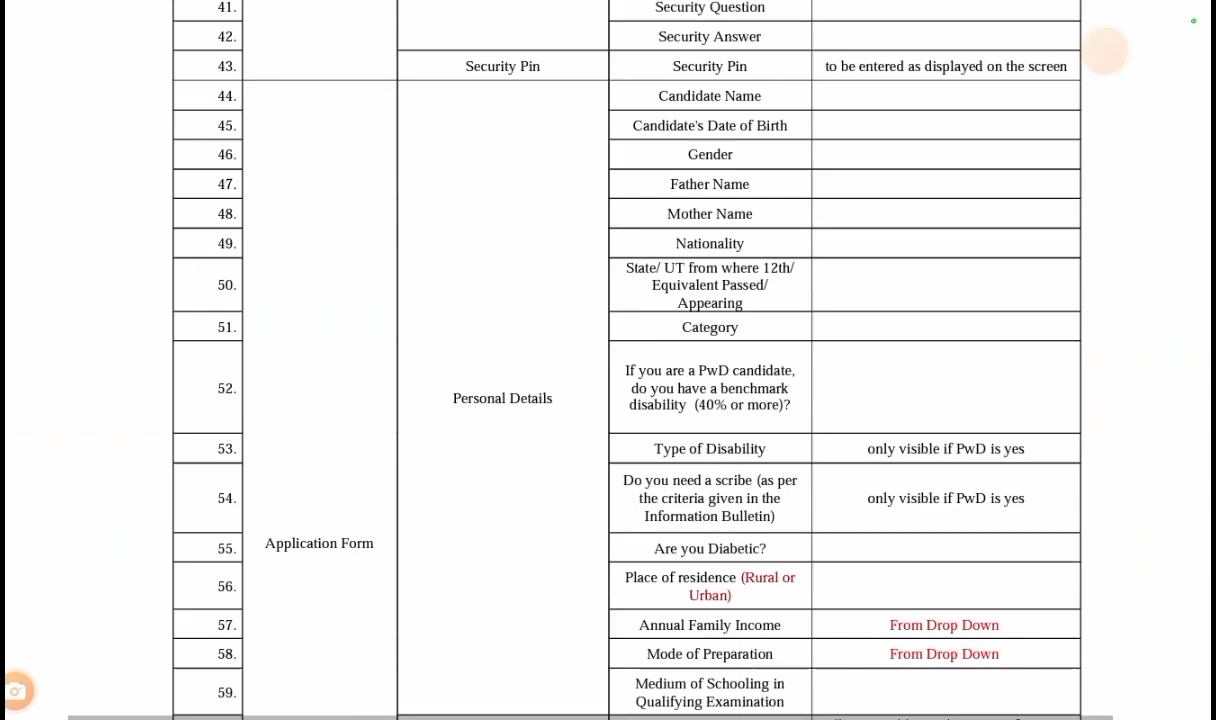 41. Security Question
42. Security Answer
43. Security Pin Security Pin to be entered as displayed on the screen
44. Candidate Name
45. Candidate's Date of Birth
46. Gender
47. Father Name
48. Mother Name
49. Nationality
State/ UT from where 12th/
50. Equivalent Passed/
Appearing
51. Category
If you are a PwD candidate,
52. do you have a benchmark
Personal Details
disability (40% or more)?
53. Type of Disability only visible if PwD is yes
Do you need a scribe (as per
54. the criteria given in the only visible if PwD is yes
Information Bulletin)
Application Form
55. Are you Diabetic?
56. Place of residence (Rural or
Urban)
57. Annual Family Income From Drop Down
58. Mode of Preparation From Drop Down
59. Medium of Schooling in
Qualifying Examination